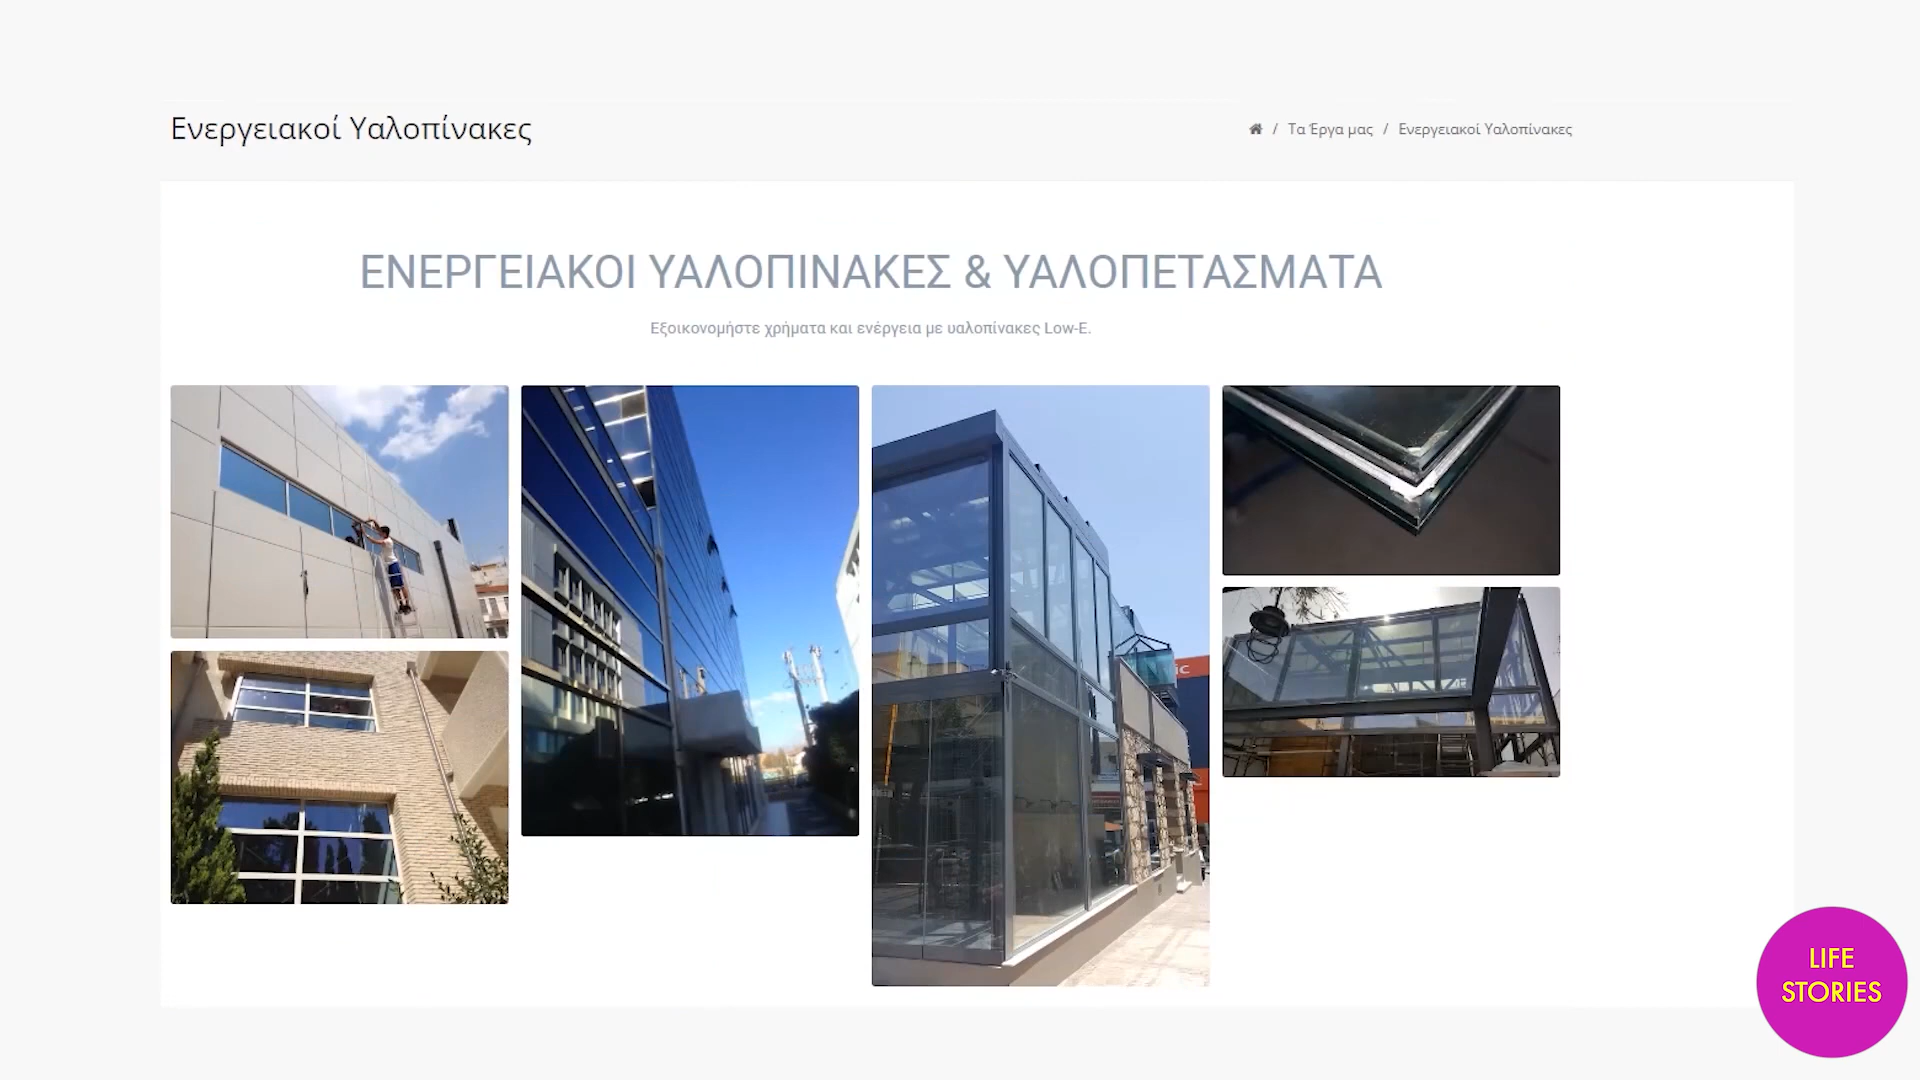 Ενεργειακοί Υαλοπίνακες
/ Τα Έργα μας / Ενεργειακοί Υαλοπίνακες
ΕΝΕΡΓΕΙΑΚΟΙ ΥΑΛΟΠΙΝΑΚΕΣ & ΥΑΛΟΠΕΤΑΣΜΑΤΑ
Εξοικονομήστε χρήματα και ενέργεια με υαλοπίνακες Low-E.
ic
LIFE
STORIES